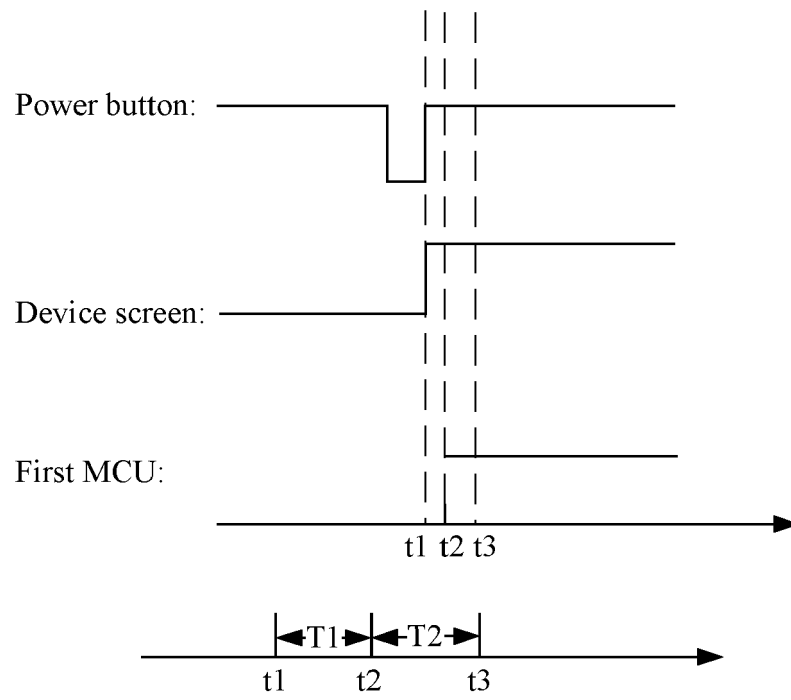 Power button:
Device screen:
First MCU:
t1 t2 t3
T1 T2
t1 t2 t3